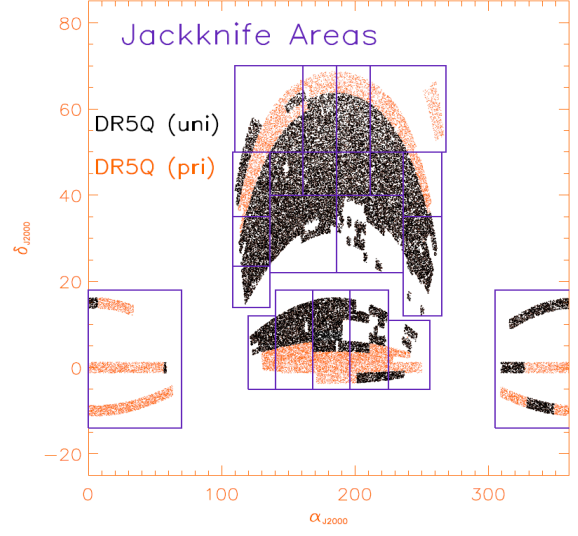 Jackknife Areas
DR5Q (uni)
DR5Q (pri)
80
60
40
20
0
−20
δJ2000
0 100 200 300
αJ2000